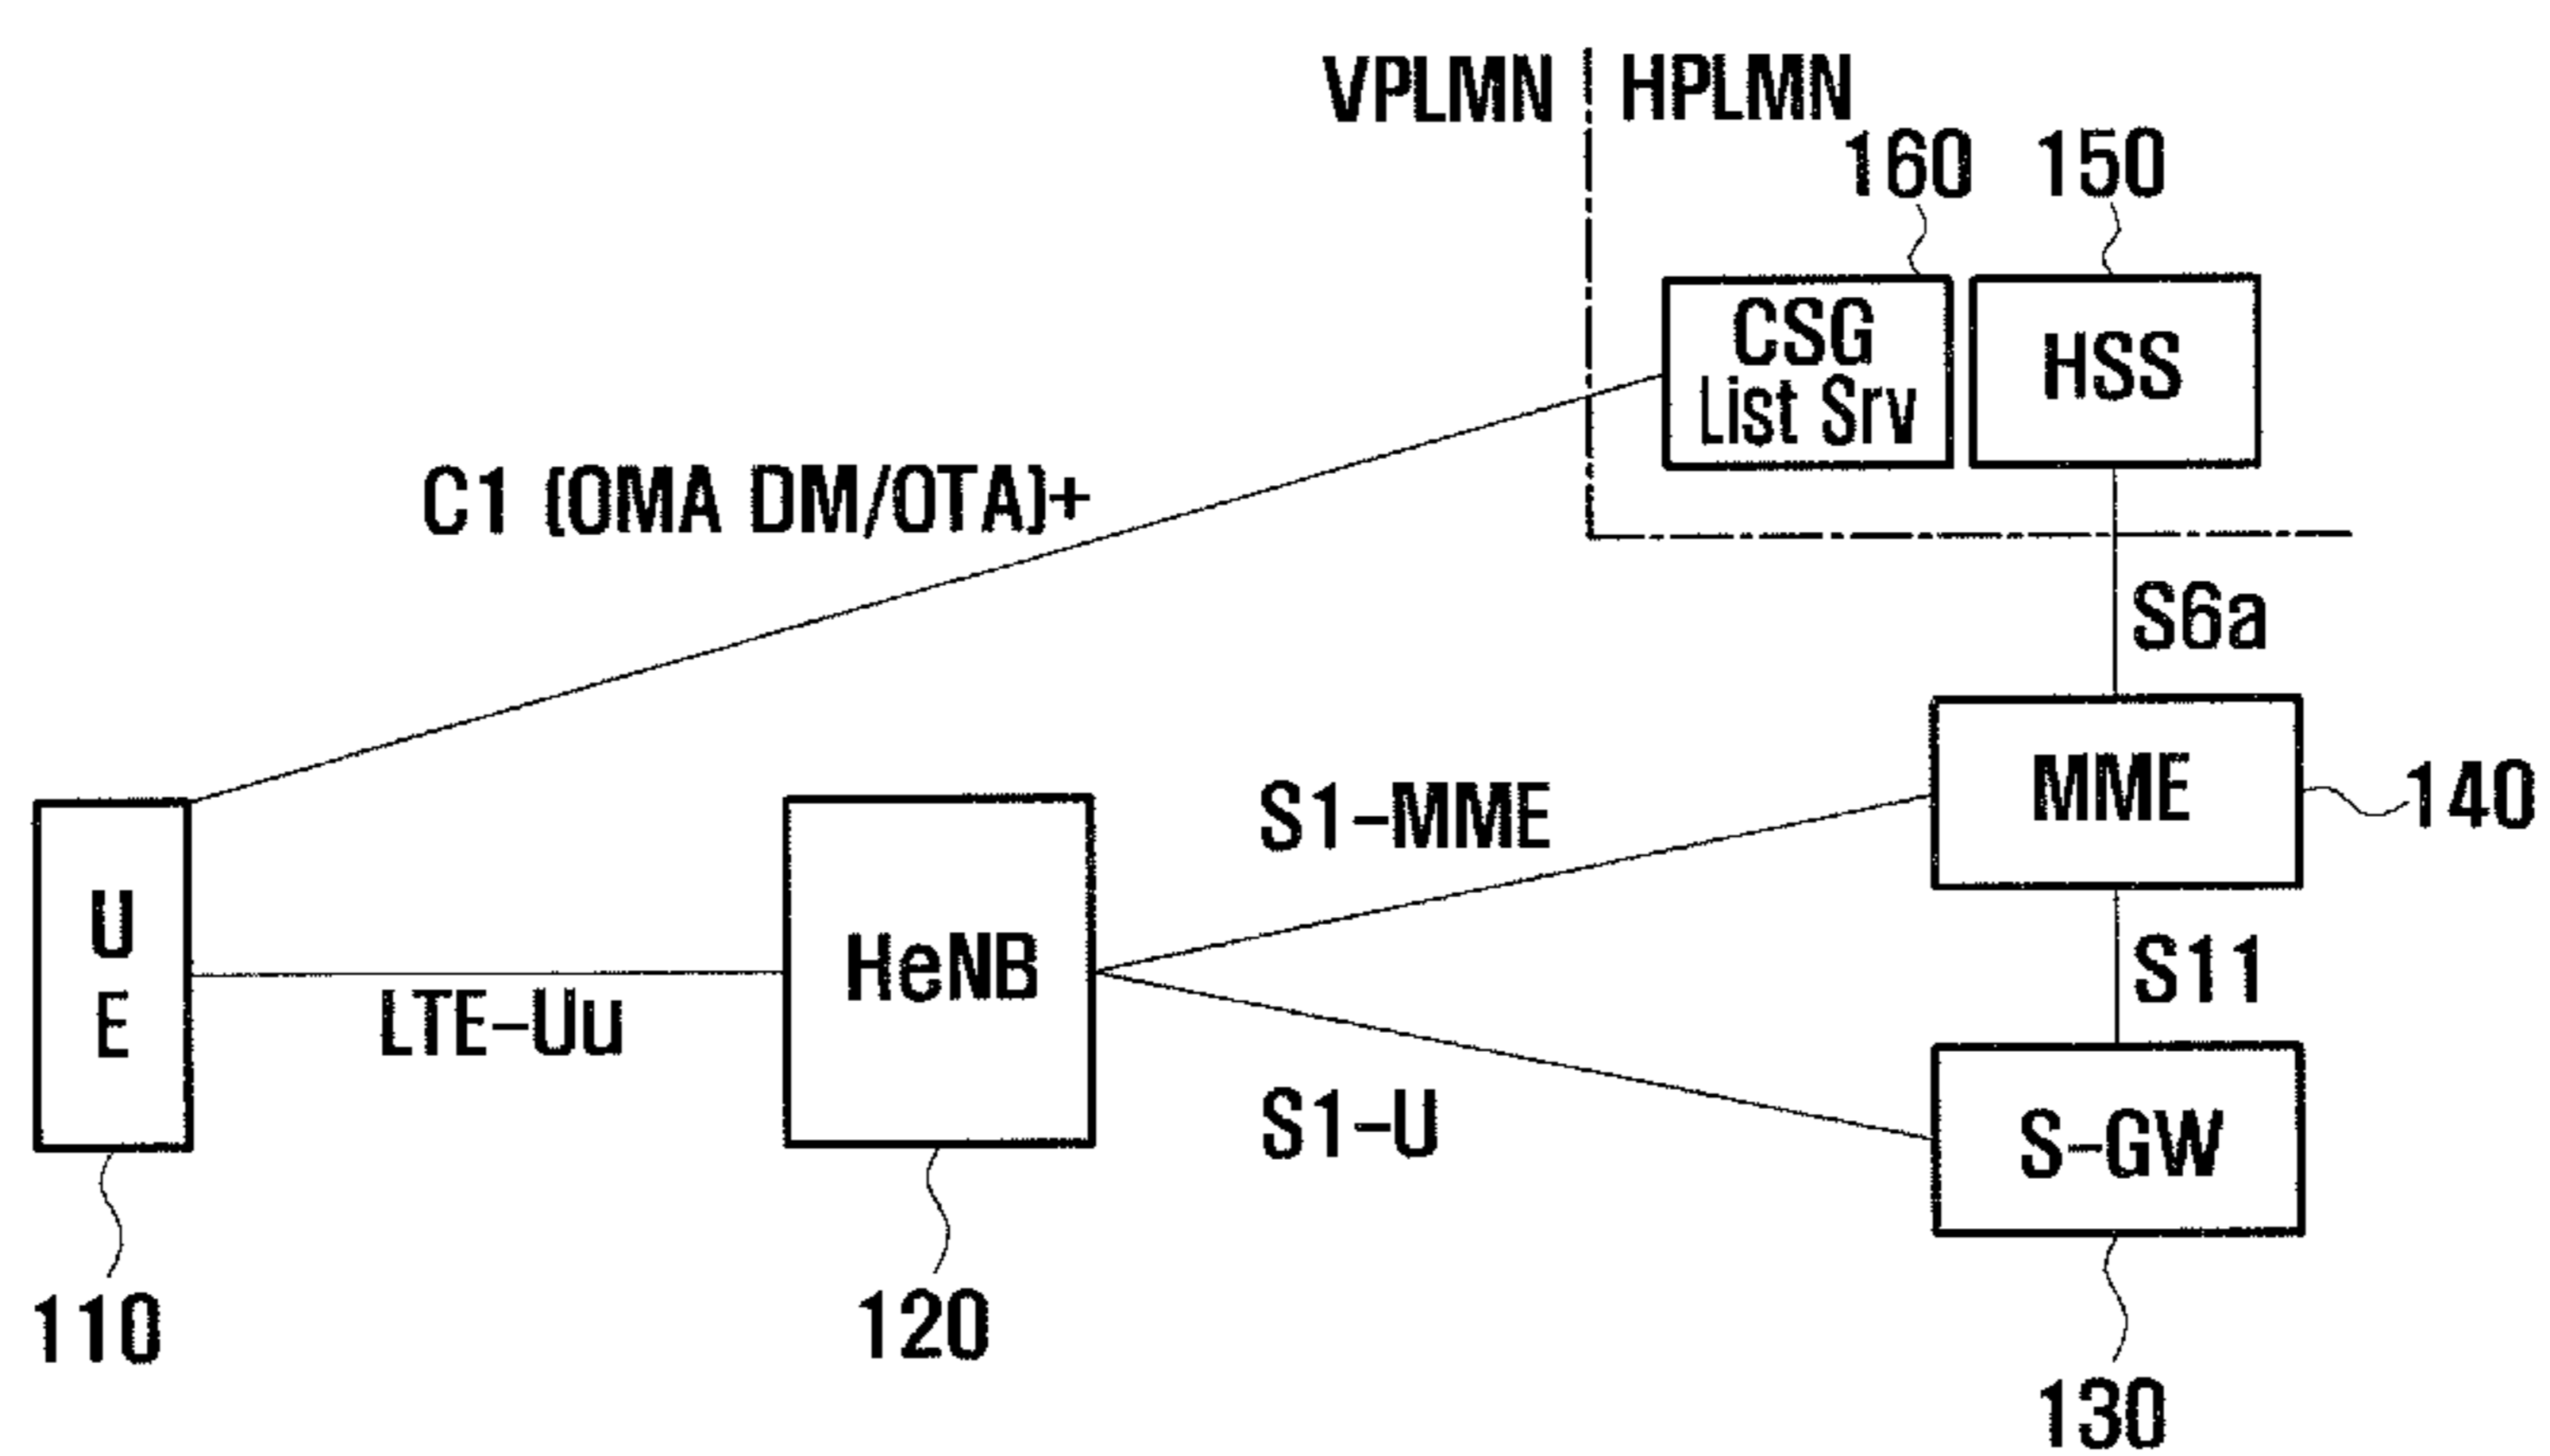 VPLMN HPLMN
160 150
CSG
List Srv
HSS
C1 (OMA DM/OTA)+
S6a
MME
140
S1-MME
U
E
HeNB
LTE-Uu
S11
S1-U
S-GW
110
120
130